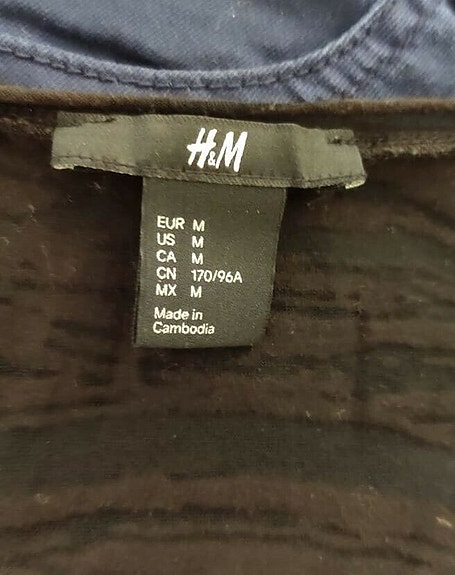 H&M
EUR M
US M
CA M
CN 170/96A
MX M
Made in
Cambodia